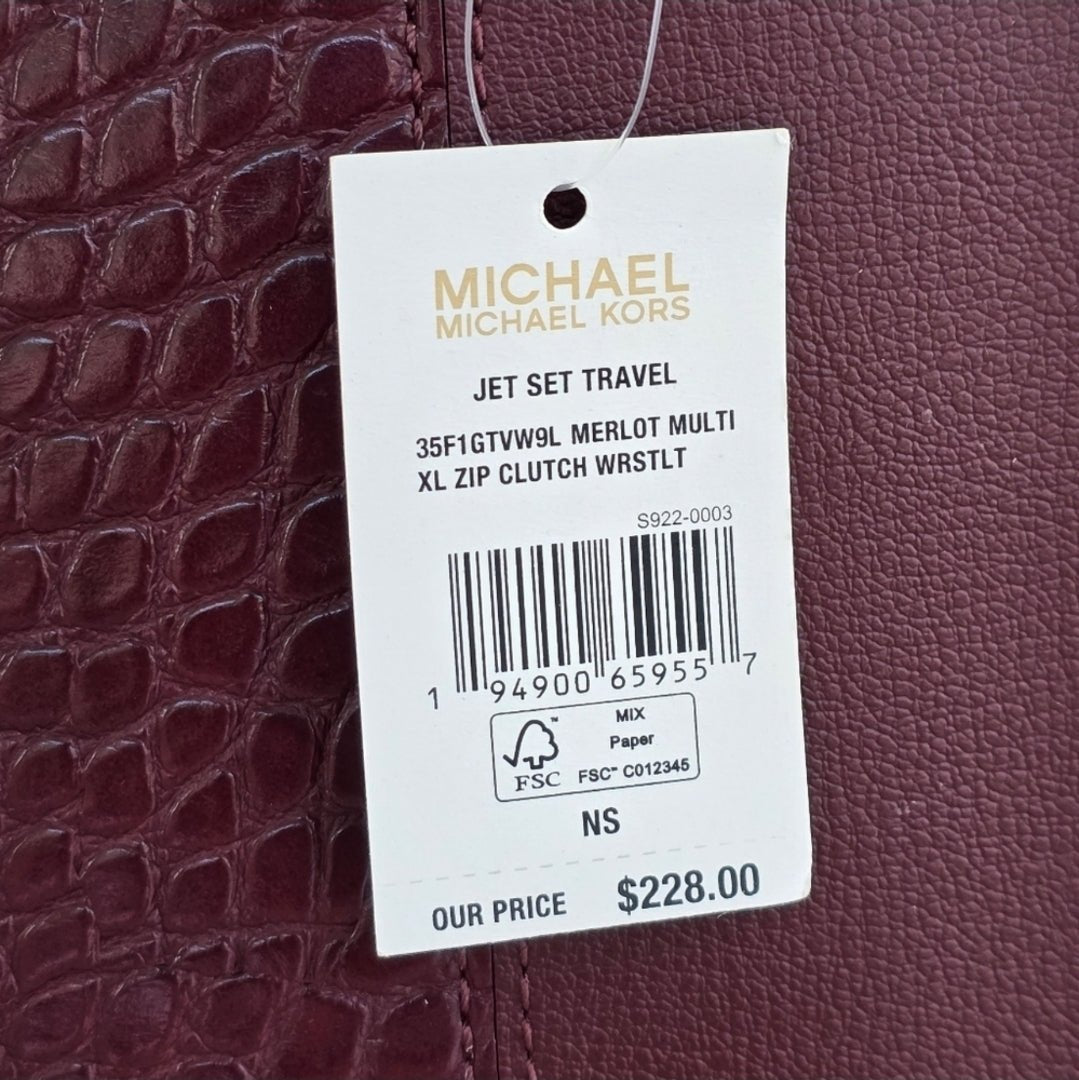 MICHAEL
MICHAEL KORS
JET SET TRAVEL
35F1GTVW9L MERLOT MULTI
XL ZIP CLUTCH WRSTLT
S922-0003
1 94900 65955 7
FSC
MIX
Paper
FSC™ C012345
NS
OUR PRICE $228.00